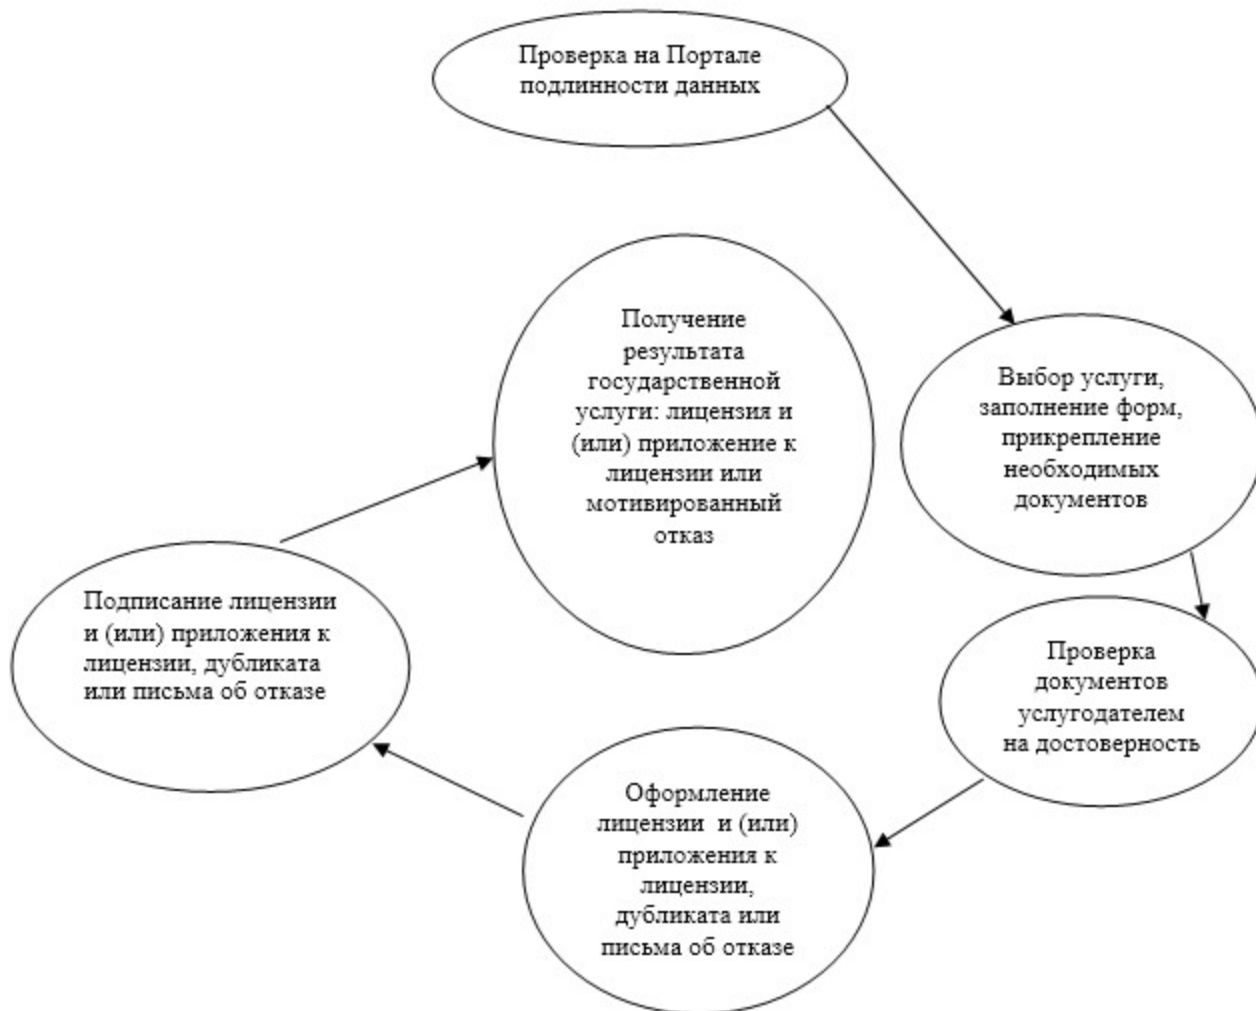 Проверка на Портале
подлинности данных
Выбор услуги,
заполнение форм,
прикрепление
необходимых
документов
Проверка
документов
услугодателем
на достоверность
Оформление
лицензии и (или)
приложения к
лицензии,
дубликата или
письма об отказе
Подписание лицензии
и (или) приложения к
лицензии, дубликата
или письма об отказе
Получение
результата
государственной
услуги: лицензия и
(или) приложение к
лицензии или
мотивированный
отказ